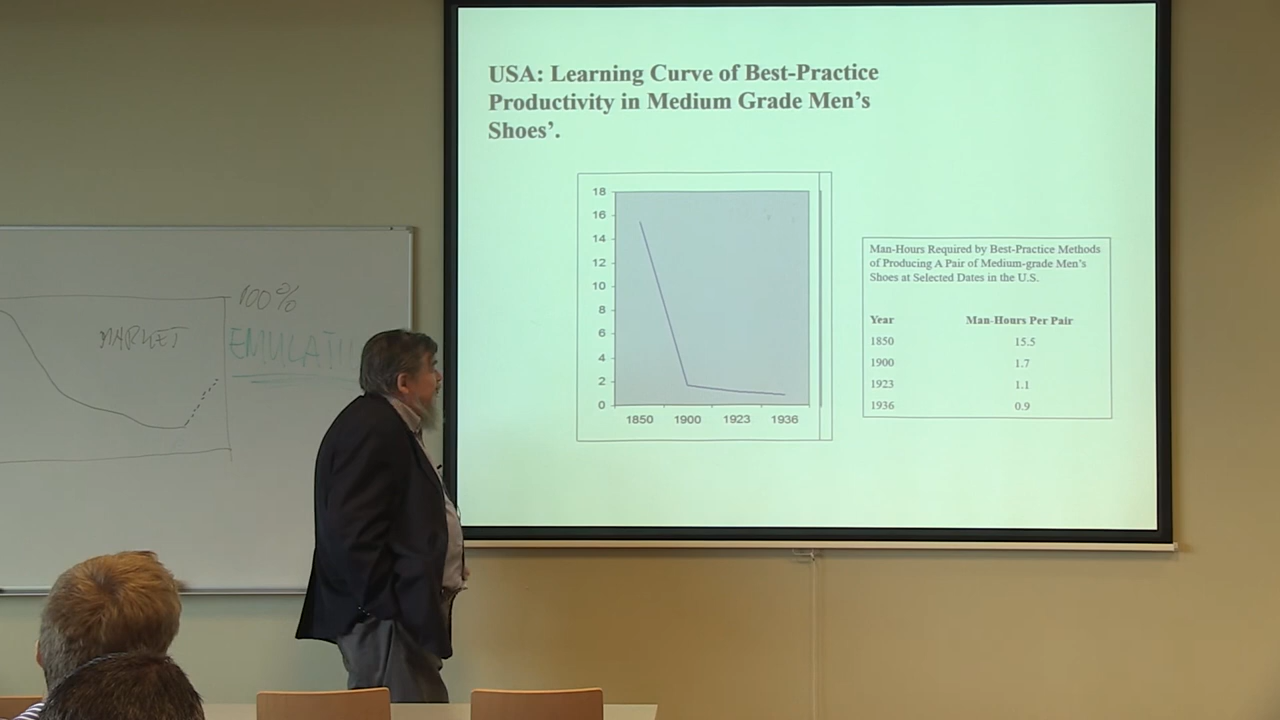 100%
MARKET
USA: Learning Curve of Best-Practice
Productivity in Medium Grade Men's
Shoes'.
18
16
14
12
10
8
6
4
2
0
1850 1900 1923 1936
Man-Hours Required by Best-Practice Methods
of Producing A Pair of Medium-grade Men's
Shoes at Selected Dates in the U.S.
Year Man-Hours Per Pair
1850 15.5
1900 1.7
1923 1.1
1936 0.9